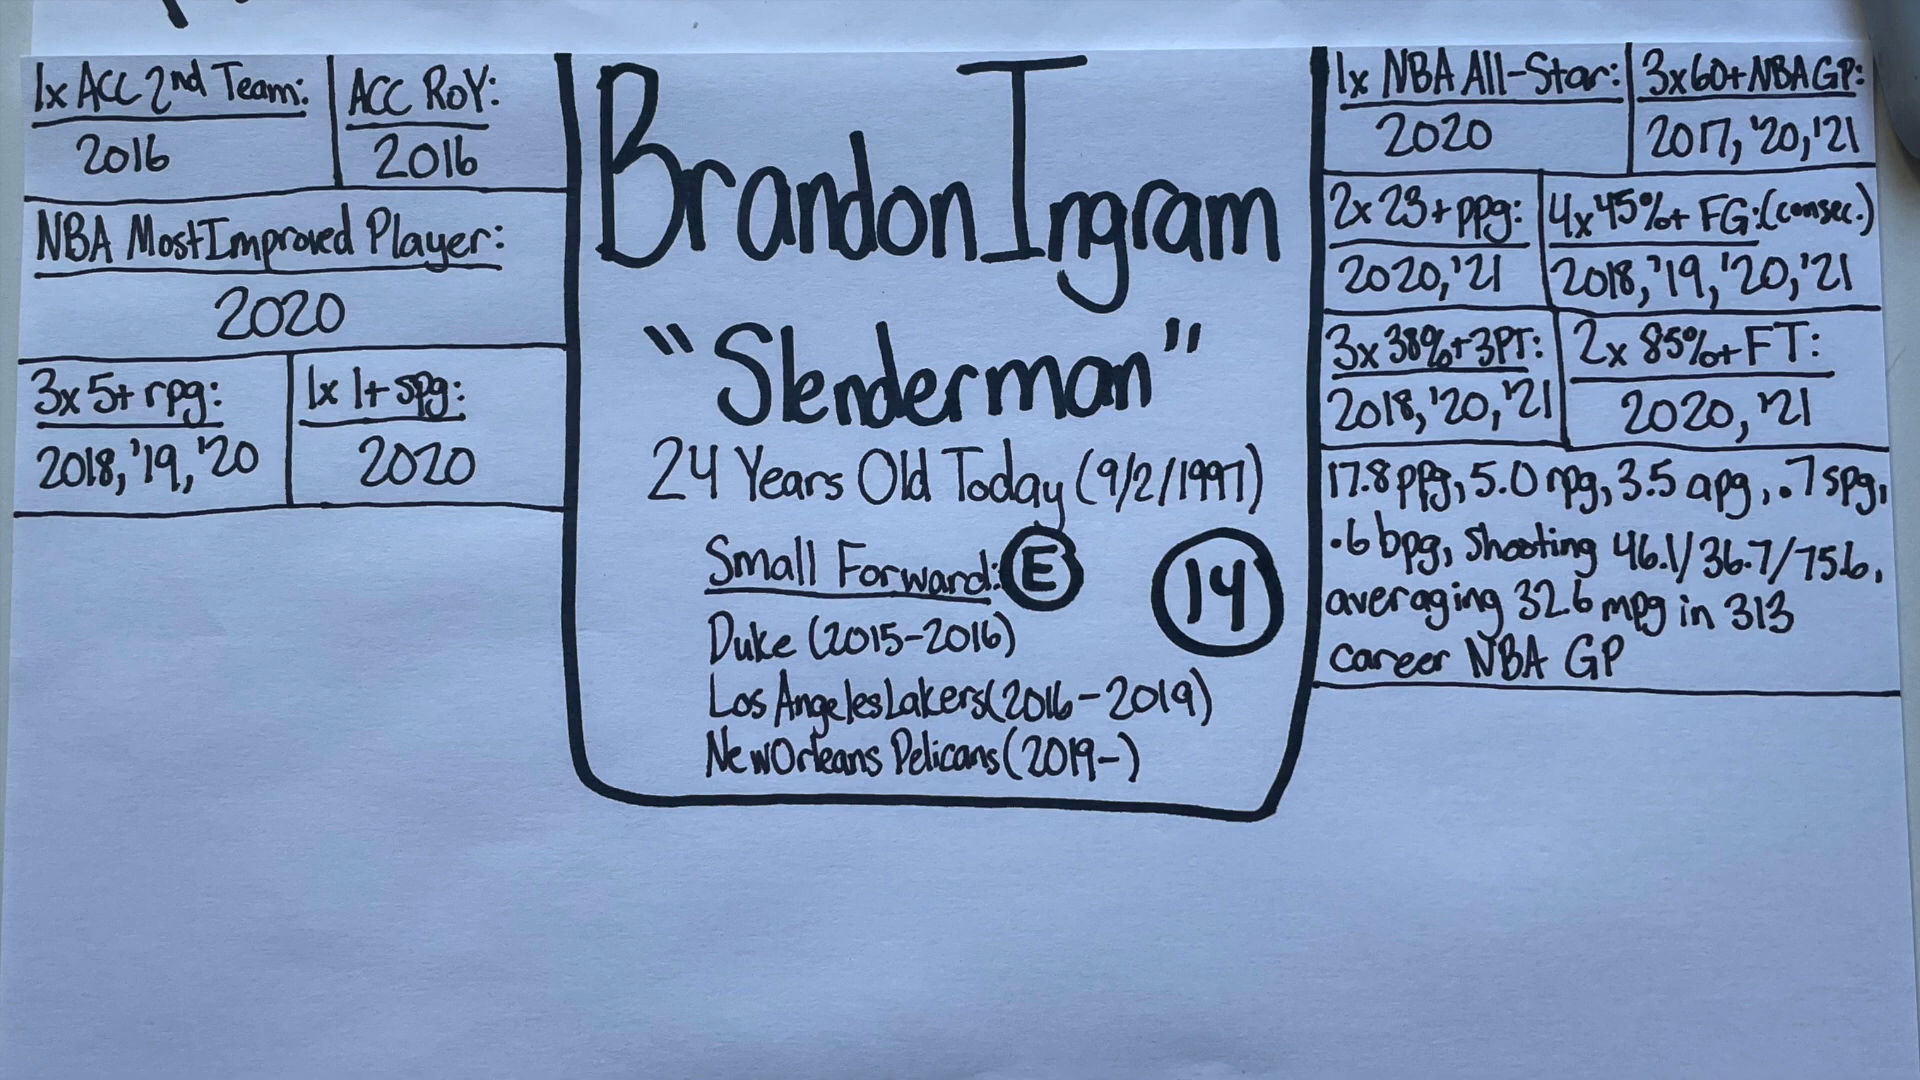 1x ACC 2nd Team:
2016
ACC RoY:
2016
NBA Most Improved Player:
2020
3x 5+ rpg:
2018, '19, '20
1x 1+ spg:
2020
Brandon Ingram
"Slenderman"
24 Years Old Today (9/2/1997)
Small Forward: E
14
Duke (2015-2016)
Los Angeles Lakers (2016-2019)
New Orleans Pelicans (2019-)
1x NBA All-Star:
2020
3x 60+ NBA GP:
2017, '20, '21
2x 23+ ppg:
2020, '21
4x 45%+ FG: (consec.)
2018, '19, '20, '21
3x 38%+ 3PT:
2018, '20, '21
2x 85%+ FT:
2020, '21
17.8 ppg, 5.0 rpg, 3.5 apg, .7 spg,
.6 bpg, shooting 46.1/36.7/75.6,
averaging 32.6 mpg in 313
career NBA GP